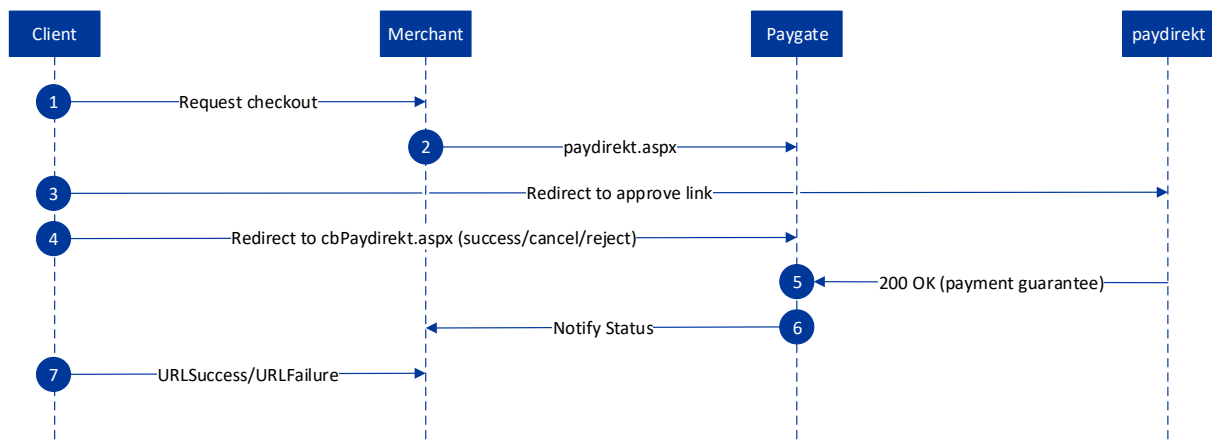 Client
Merchant
Paygate
paydirekt
1
Request checkout
2
paydirekt.aspx
3
Redirect to approve link
4
Redirect to cbPaydirekt.aspx (success/cancel/reject)
5
200 OK (payment guarantee)
Notify Status
6
7
URLSuccess/URLFailure